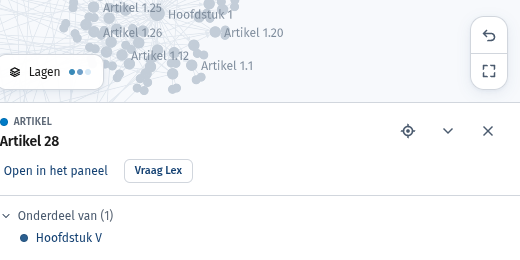 Artikel 1.25
Hoofdstuk 1
Artikel 1.26
Artikel 1.20
Artikel 1.12
Artikel 1.1
Lagen
ARTIKEL
Artikel 28
Open in het paneel
Vraag Lex
Onderdeel van (1)
Hoofdstuk V